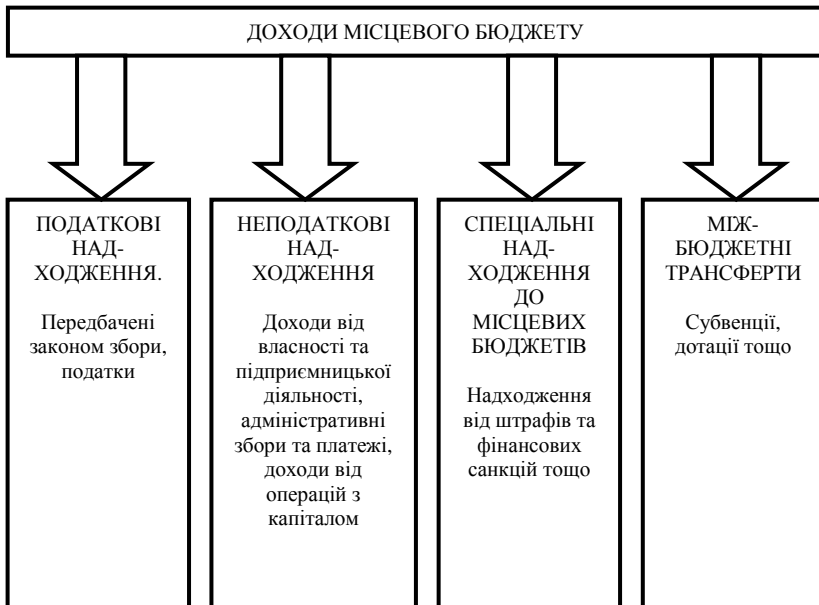 ДОХОДИ МІСЦЕВОГО БЮДЖЕТУ
ПОДАТКОВІ
НАД-
ХОДЖЕННЯ.
Передбачені
законом збори,
податки
НЕПОДАТКОВІ
НАД-
ХОДЖЕННЯ
Доходи від
власності та
підприємницької
діяльності,
адміністративні
збори та платежі,
доходи від
операцій з
капіталом
СПЕЦІАЛЬНІ
НАД-
ХОДЖЕННЯ
ДО
МІСЦЕВИХ
БЮДЖЕТІВ
Надходження
від штрафів та
фінансових
санкцій тощо
МІЖ-
БЮДЖЕТНІ
ТРАНСФЕРТИ
Субвенції,
дотації тощо